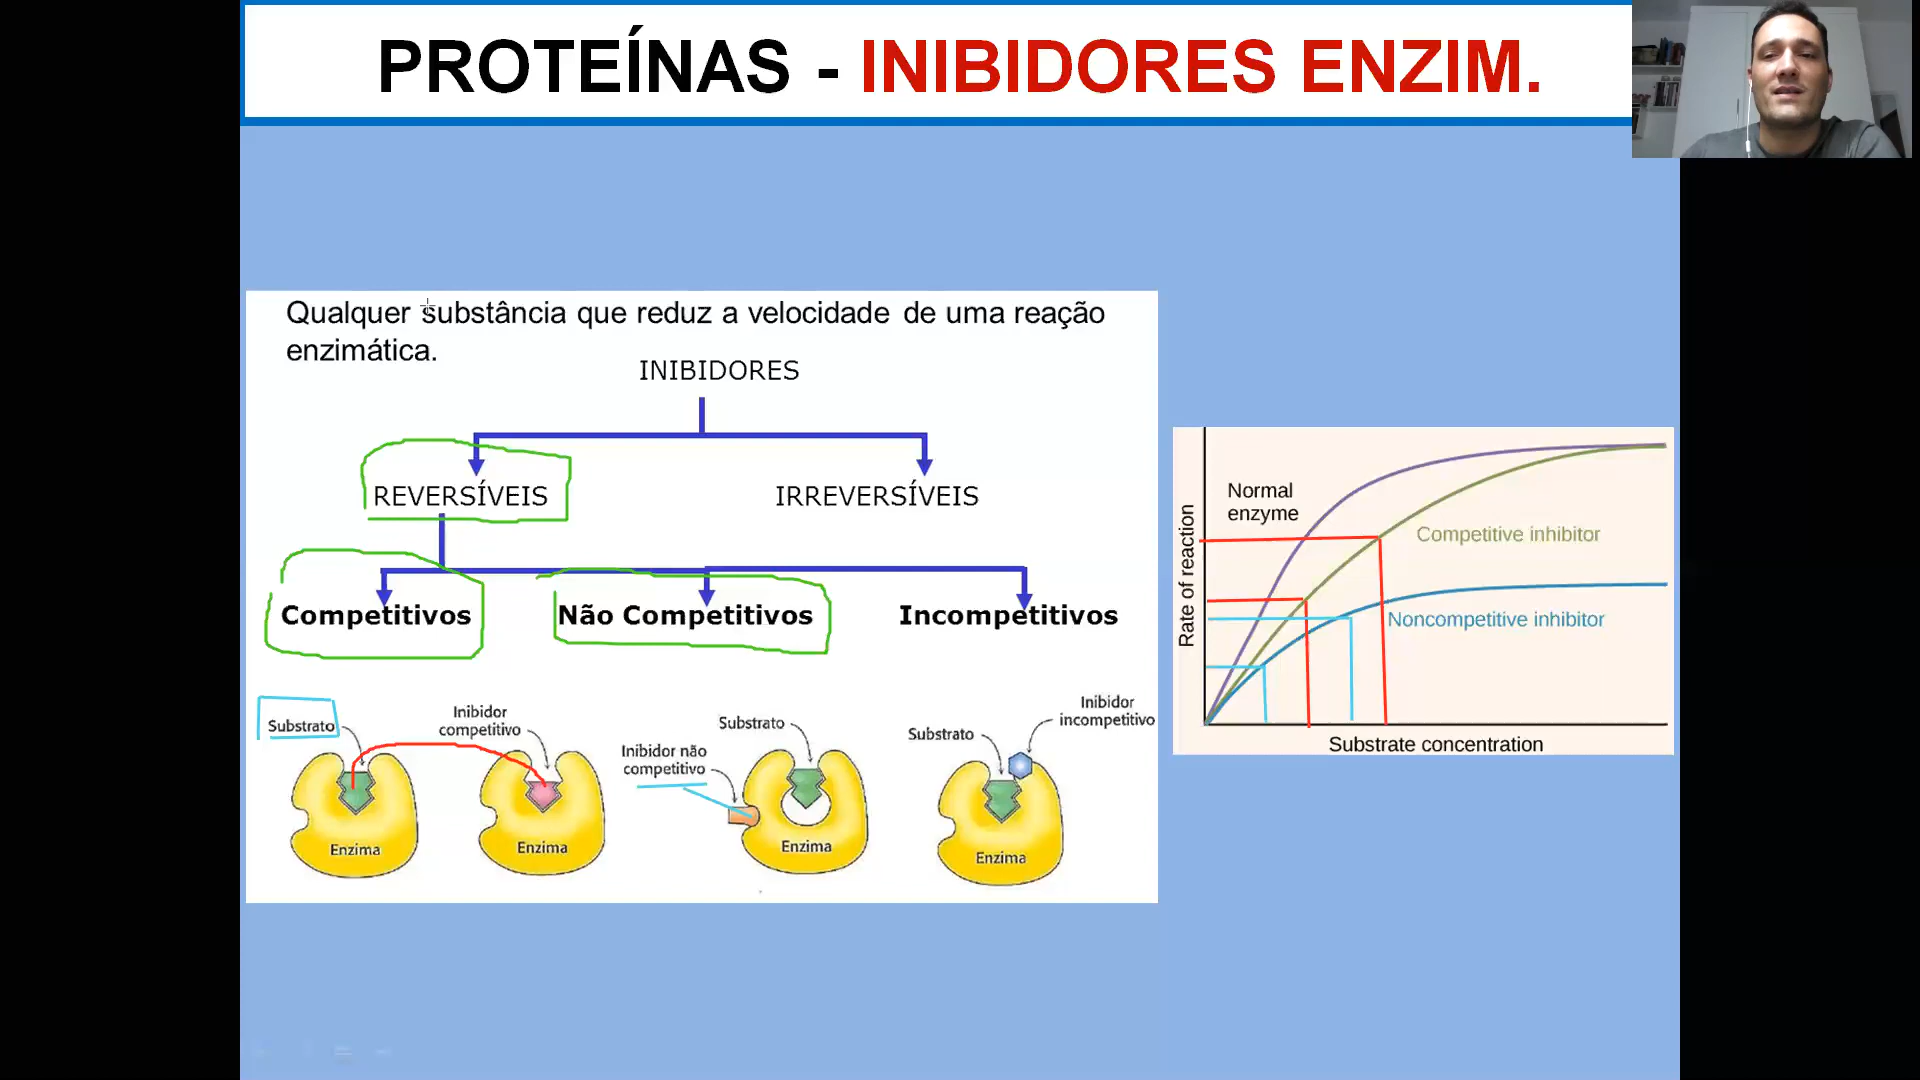 PROTEÍNAS - INIBIDORES ENZIM.
Qualquer substância que reduz a velocidade de uma reação
enzimática.
INIBIDORES
REVERSÍVEIS
IRREVERSÍVEIS
Competitivos
Não Competitivos
Incompetitivos
Substrato
Inibidor
competitivo
Enzima
Enzima
Inibidor não
competitivo
Substrato
Enzima
Substrato
Inibidor
incompetitivo
Enzima
Rate of reaction
Normal
enzyme
Competitive inhibitor
Noncompetitive inhibitor
Substrate concentration